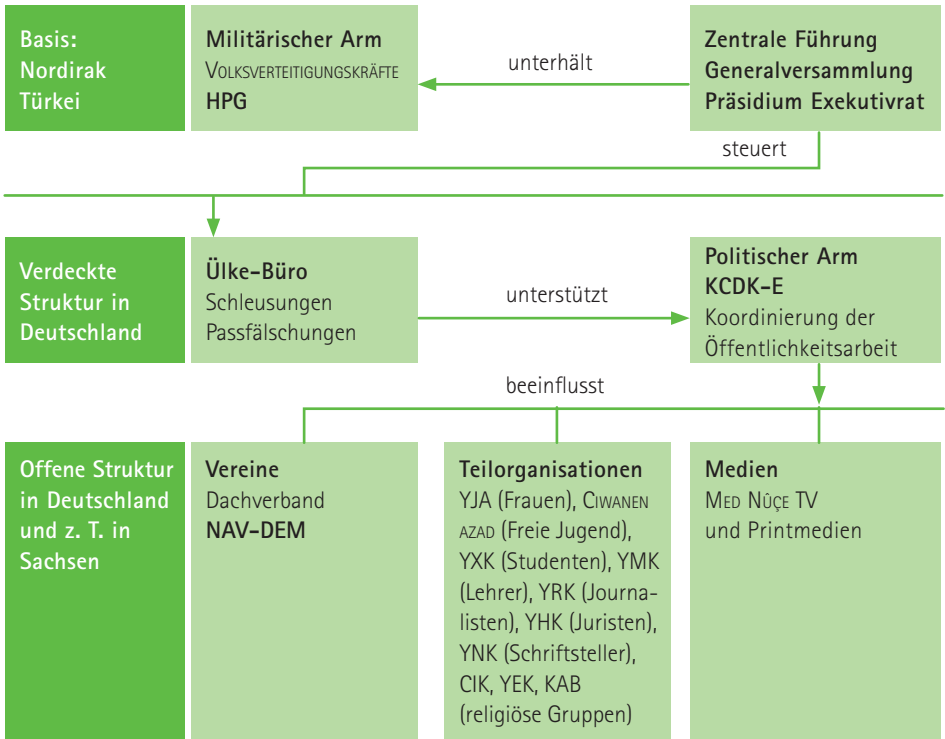 Basis:
Nordirak
Türkei
Militärischer Arm
Volksverteitigungskräfte
HPG
unterhält
Zentrale Führung
Generalversammlung
Präsidium Exekutivrat
steuert
Verdeckte
Struktur in
Deutschland
Ülke-Büro
Schleusungen
Passfälschungen
unterstützt
Politischer Arm
KCDK-E
Koordinierung der
Öffentlichkeitsarbeit
beeinflusst
Offene Struktur
in Deutschland
und z. T. in
Sachsen
Vereine
Dachverband
NAV-DEM
Teilorganisationen
YJA (Frauen), Ciwanen
azad (Freie Jugend),
YXK (Studenten), YMK
(Lehrer), YRK (Journa-
listen), YHK (Juristen),
YNK (Schriftsteller),
CIK, YEK, KAB
(religiöse Gruppen)
Medien
Med Nûçe TV
und Printmedien